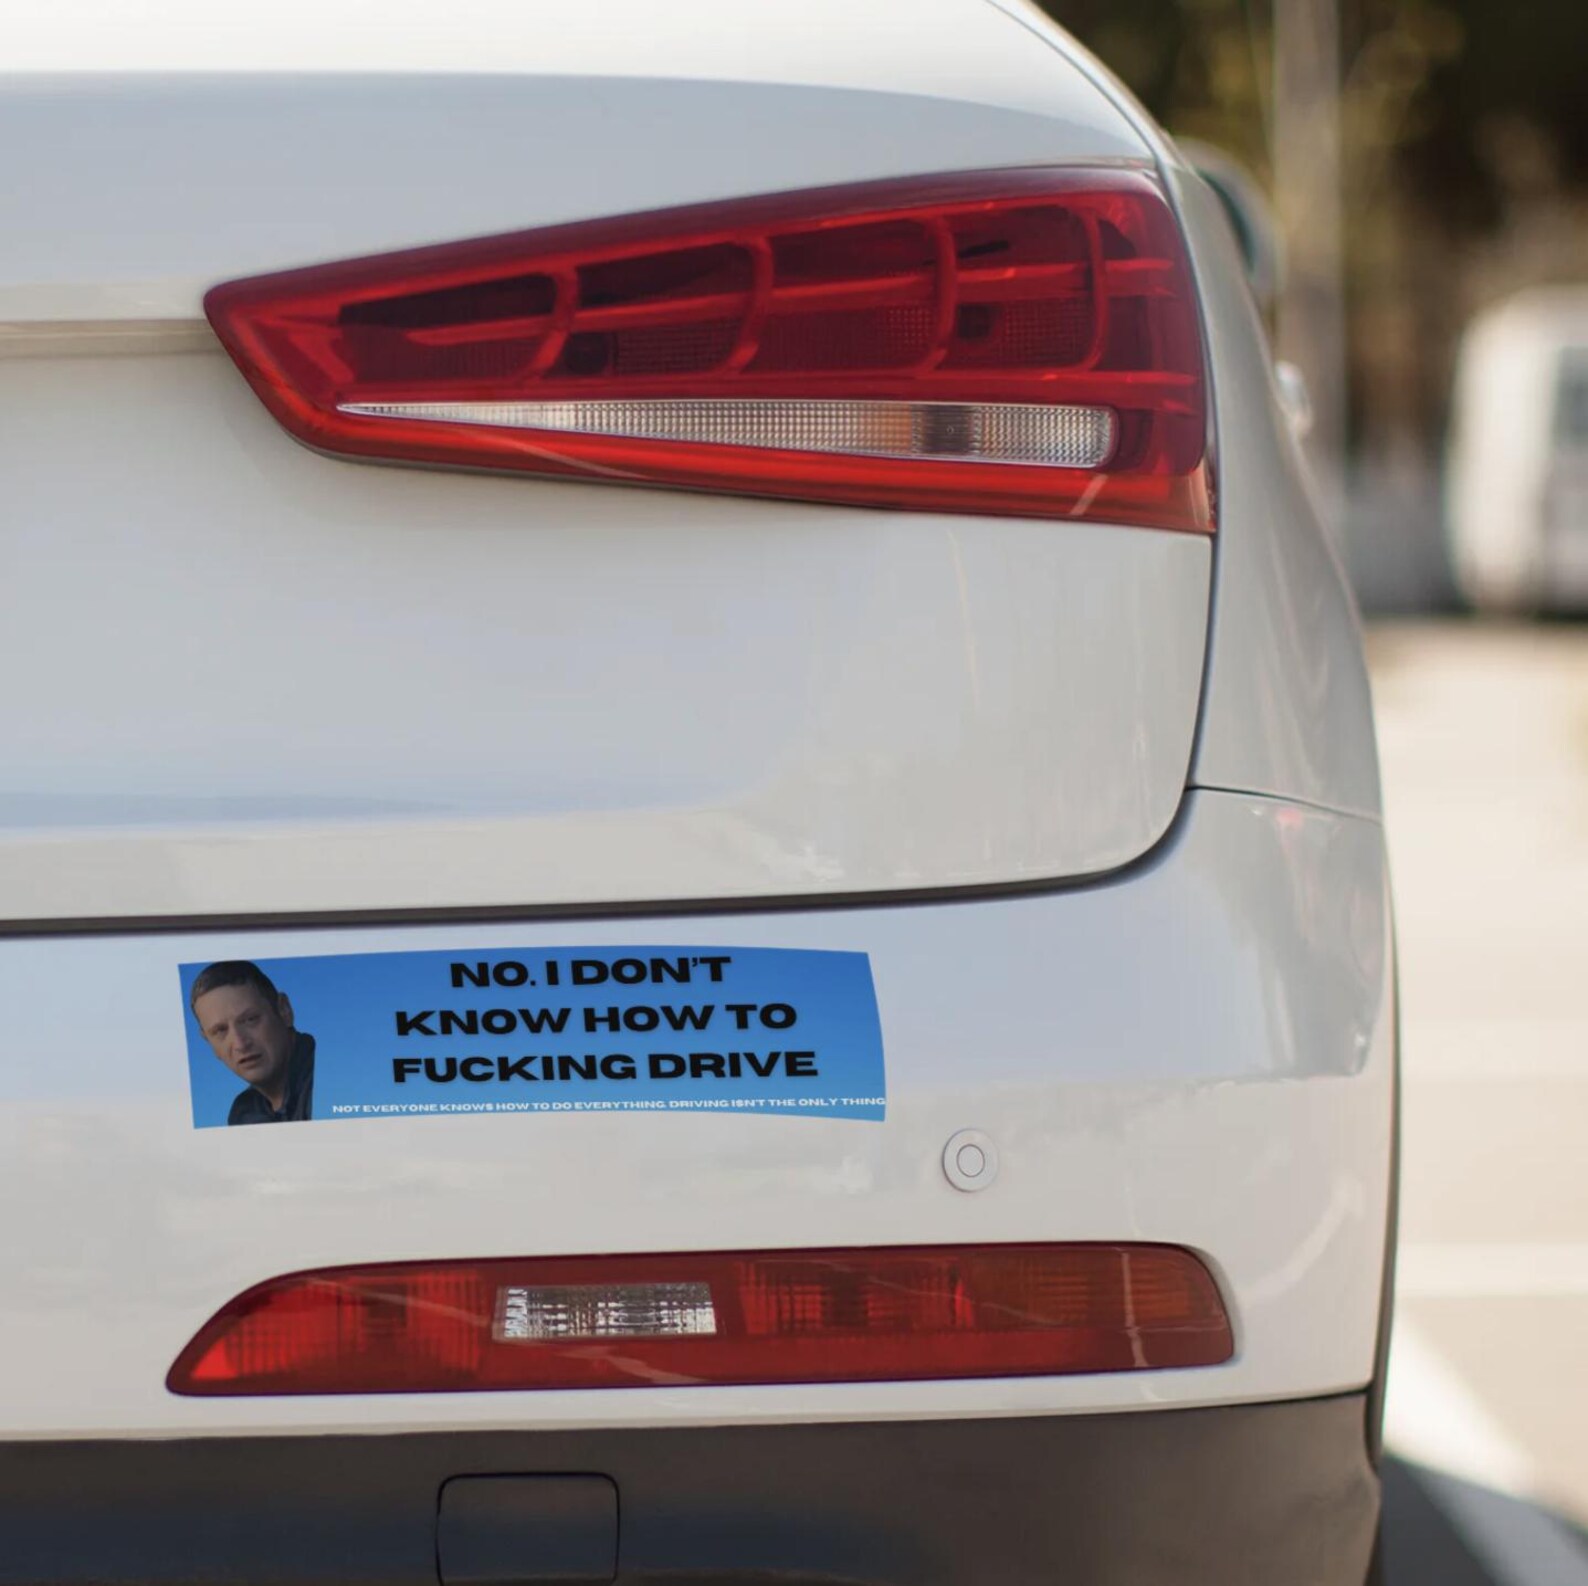 NO. I DON'T
KNOW HOW TO
FUCKING DRIVE
NOT EVERYONE KNOWS HOW TO DO EVERYTHING. DRIVING ISN'T THE ONLY THING